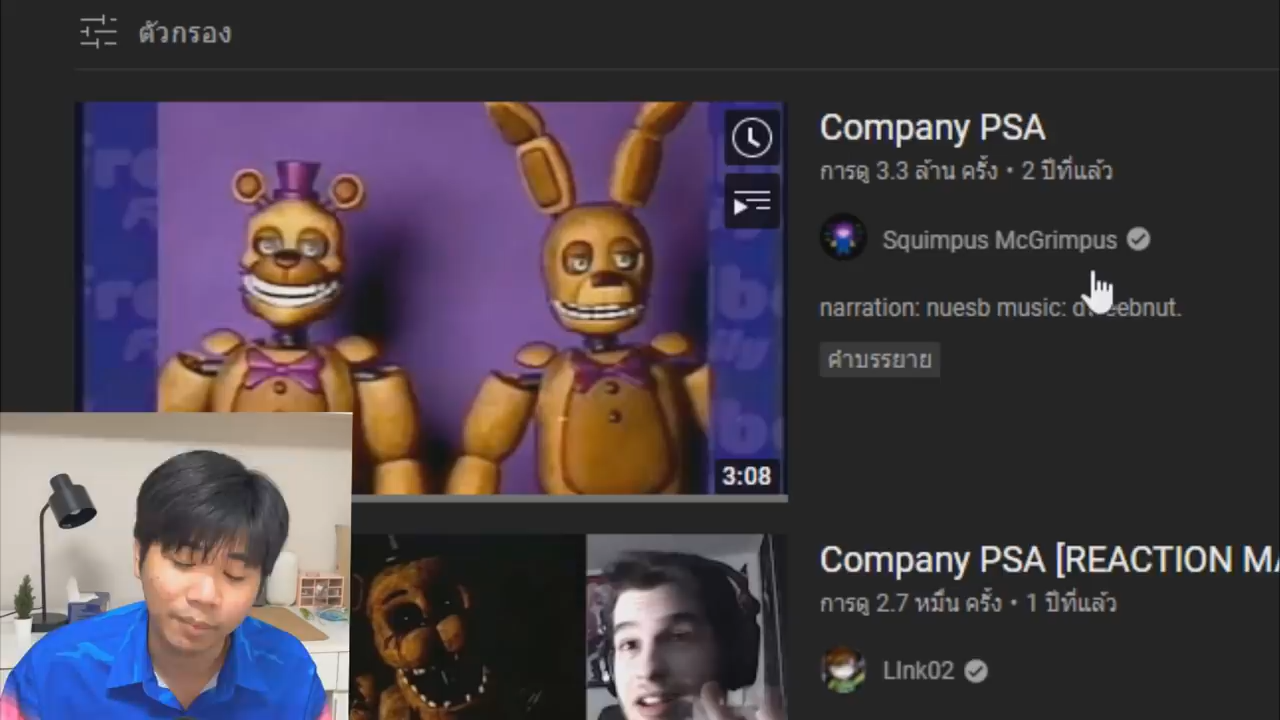 ตัวกรอง
Company PSA
การดู 3.3 ล้าน ครั้ง • 2 ปีที่แล้ว
Squimpus McGrimpus
narration: nuesb music:
คำบรรยาย
3:08
Company PSA [REACTION
การดู 2.7 หมื่น ครั้ง • 1 ปีที่แล้ว
LInk02